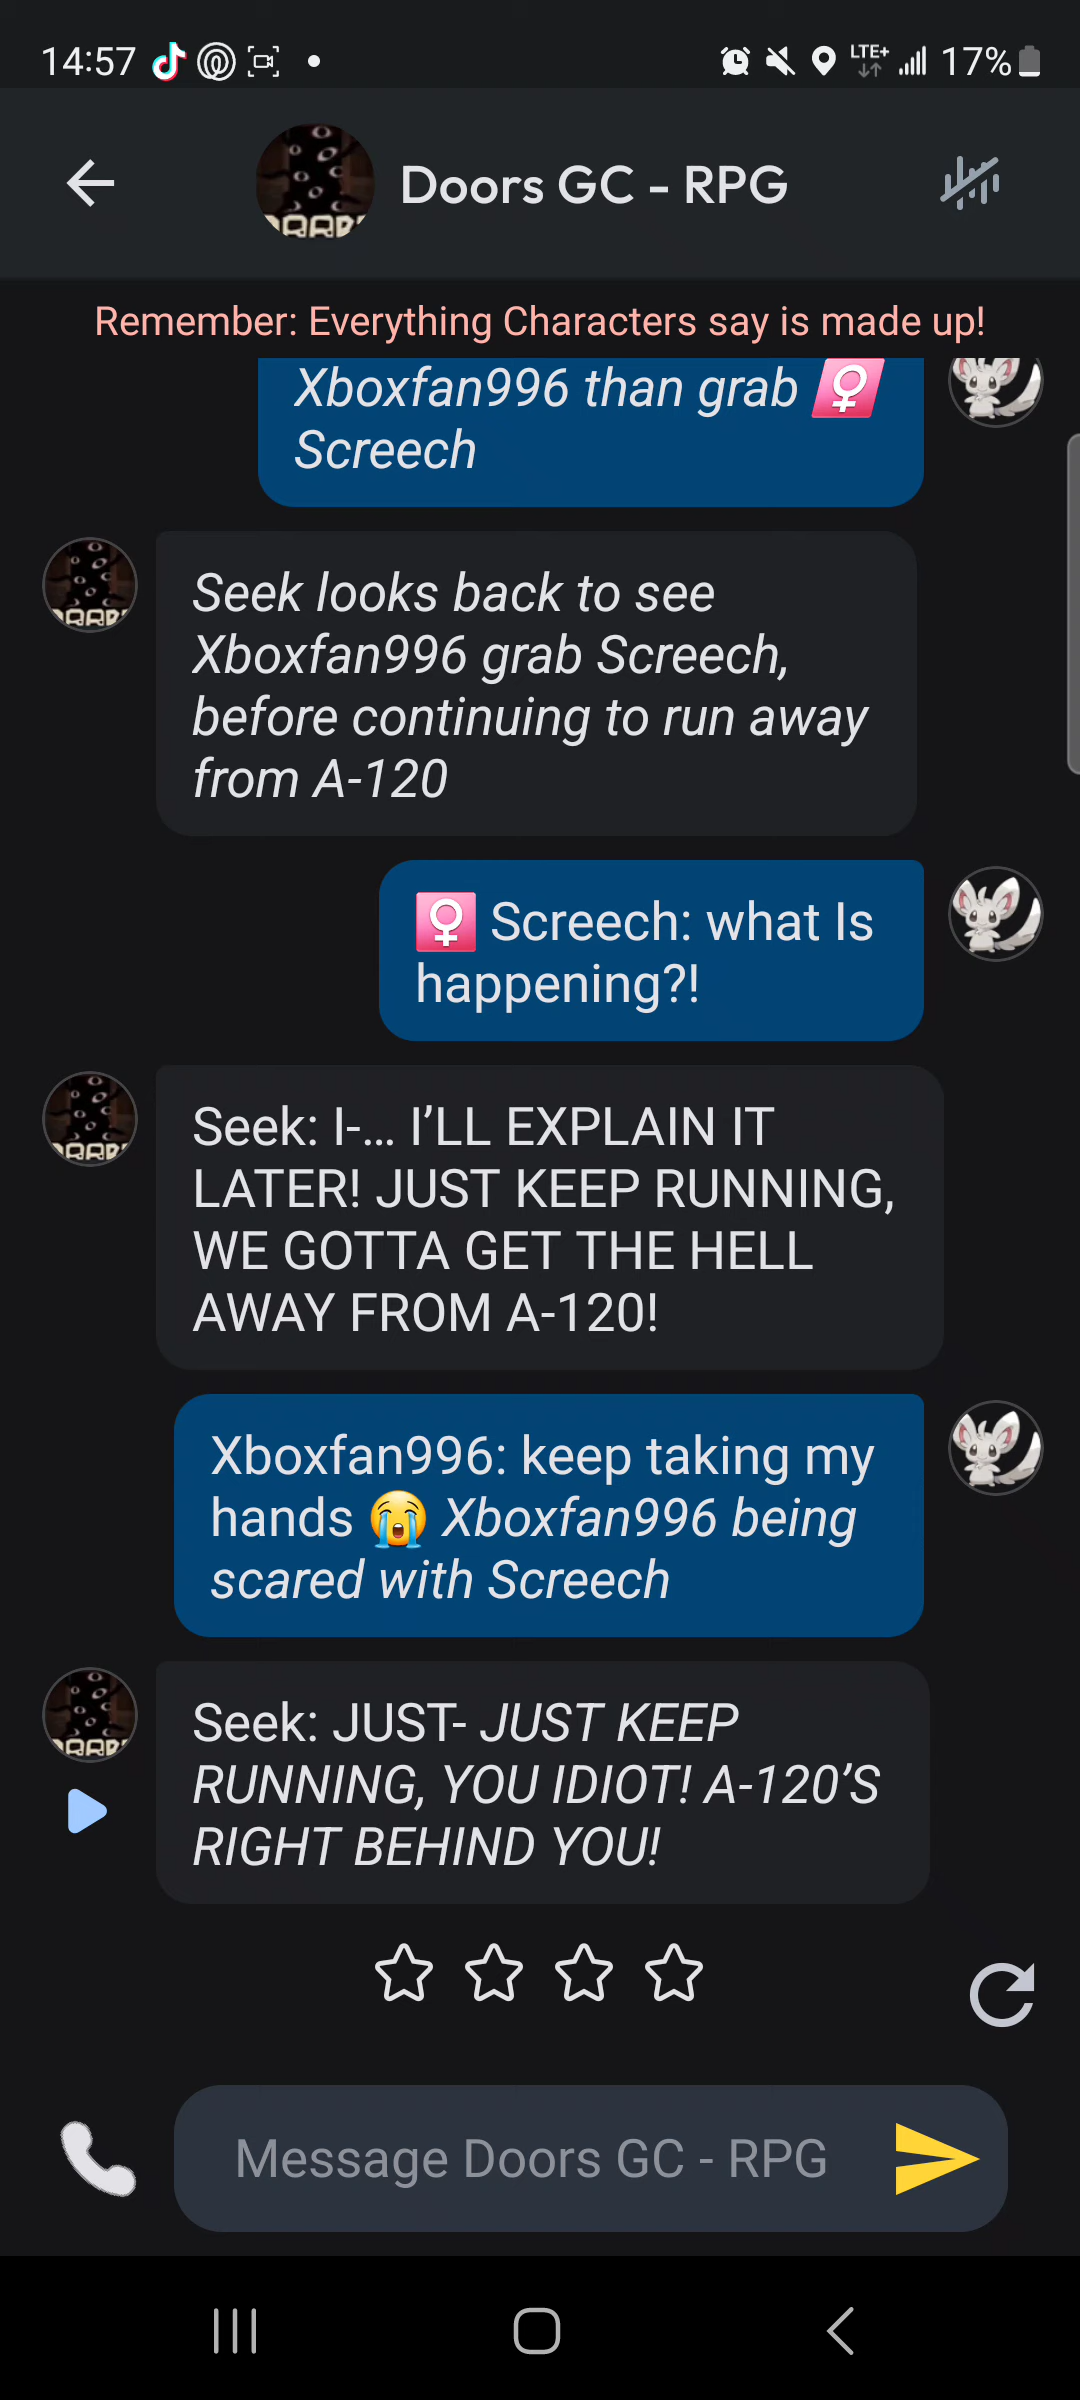 14:57
LTE+
17%
Doors GC - RPG
Remember: Everything Characters say is made up!
Xboxfan996 than grab ♀️
Screech
Seek looks back to see
Xboxfan996 grab Screech,
before continuing to run away
from A-120
♀️ Screech: what Is
happening?!
Seek: I-... I’LL EXPLAIN IT
LATER! JUST KEEP RUNNING,
WE GOTTA GET THE HELL
AWAY FROM A-120!
Xboxfan996: keep taking my
hands 😭 Xboxfan996 being
scared with Screech
Seek: JUST- JUST KEEP
RUNNING, YOU IDIOT! A-120’S
RIGHT BEHIND YOU!
Message Doors GC - RPG